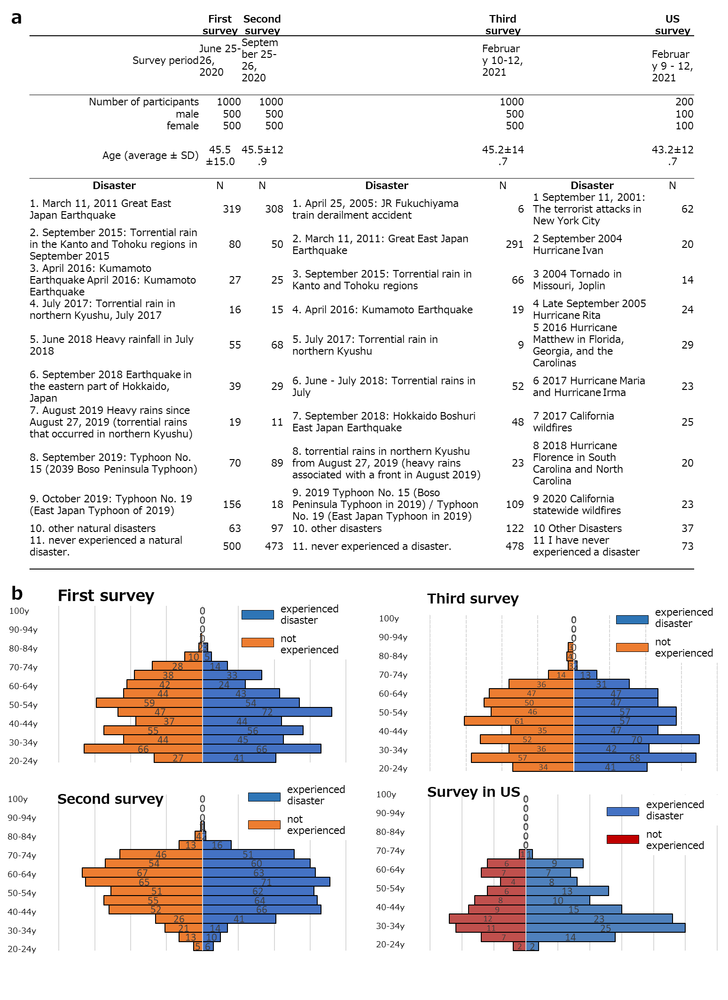 a
First survey
Second survey
Third survey
US survey
Survey period
June 25-
26,
2020
Septem
ber 25-
26,
2020
Februar
y 10-12,
2021
Februar
y 9 - 12,
2021
Number of participants 1000 1000 1000 200
male 500 500 500 100
female 500 500 500 100
Age (average ± SD)
45.5
±15.0
45.5±12
.9
45.2±14
.7
43.2±12
.7
Disaster N N Disaster N Disaster N
1. March 11, 2011 Great East
Japan Earthquake
319 308
1. April 25, 2005: JR Fukuchiyama
train derailment accident
6
1 September 11, 2001:
The terrorist attacks in
New York City
62
2. September 2015: Torrential rain
in the Kanto and Tohoku regions in
September 2015
80 50
2. March 11, 2011: Great East Japan
Earthquake
291
2 September 2004
Hurricane Ivan
20
3. April 2016: Kumamoto
Earthquake April 2016: Kumamoto
Earthquake
27 25
3. September 2015: Torrential rain in
Kanto and Tohoku regions
66
3 2004 Tornado in
Missouri, Joplin
14
4. July 2017: Torrential rain in
northern Kyushu, July 2017
16 15
4. April 2016: Kumamoto Earthquake
19
4 Late September 2005
Hurricane Rita
24
5. June 2018 Heavy rainfall in July
2018
55 68
5. July 2017: Torrential rain in
northern Kyushu
9
5 2016 Hurricane
Matthew in Florida,
Georgia, and the
Carolinas
29
6. September 2018 Earthquake in
the eastern part of Hokkaido,
Japan
39 29
6. June - July 2018: Torrential rains in
July
52
6 2017 Hurricane Maria
and Hurricane Irma
23
7. August 2019 Heavy rains since
August 27, 2019 (torrential rains
that occurred in northern Kyushu)
19 11
7. September 2018: Hokkaido Boshuri
East Japan Earthquake
48
7 2017 California
wildfires
25
8. September 2019: Typhoon No.
15 (2039 Boso Peninsula Typhoon)
70 89
8. torrential rains in northern Kyushu
from August 27, 2019 (heavy rains
associated with a front in August 2019)
23
8 2018 Hurricane
Florence in South
Carolina and North
Carolina
20
9. October 2019: Typhoon No. 19
(East Japan Typhoon of 2019)
156 18
9. 2019 Typhoon No. 15 (Boso
Peninsula Typhoon in 2019) / Typhoon
No. 19 (East Japan Typhoon in 2019)
109
9 2020 California
statewide wildfires
23
10. other natural disasters 63 97 10. other disasters 122 10 Other Disasters 37
11. never experienced a natural
disaster.
500 473
11. never experienced a disaster.
478
11 I have never
experienced a disaster
73
b
First survey
experienced
disaster
not
experienced
100y 0
0
90-94y 0
0
80-84y 2 3
10 5
70-74y 28 14
38 33
60-64y 42 24
44 43
50-54y 59 54
47 72
40-44y 37 44
55 56
30-34y 44 45
66 66
20-24y 27 41
Third survey
experienced
disaster
not
experienced
100y 0
0
90-94y 0
3 0
80-84y 4 0
3 2
70-74y 14 13
36 31
60-64y 47 47
50 47
50-54y 46 57
61 57
40-44y 35 47
52 70
30-34y 36 42
57 68
20-24y 34 41
Second survey
experienced
disaster
not
experienced
100y 0
0
90-94y 0
1
80-84y 4 2
13 16
70-74y 46 51
54 60
60-64y 67 63
65 71
50-54y 51 62
55 64
40-44y 52 66
26 41
30-34y 21 14
13 10
20-24y 5 6
Survey in US
experienced
disaster
not
experienced
100y 0
0
90-94y 0
0
80-84y 0
0
70-74y 1 1
6 9
60-64y 7 7
4 8
50-54y 6 13
8 10
40-44y 9 15
12 23
30-34y 11 25
7 14
20-24y 2 2